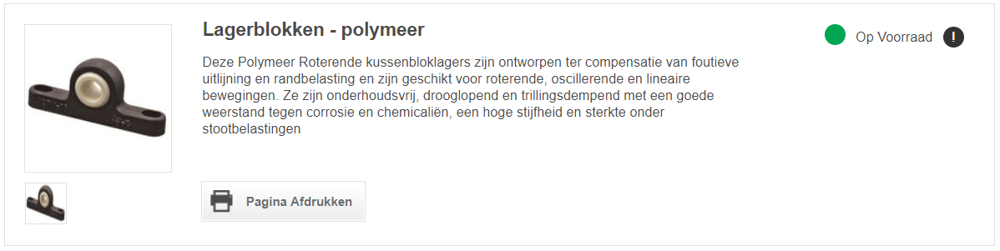 Lagerblokken - polymeer
Op Voorraad
!
Deze Polymeer Roterende kussenbloklagers zijn ontworpen ter compensatie van foutieve
uitlijning en randbelasting en zijn geschikt voor roterende, oscillerende en lineaire
bewegingen. Ze zijn onderhoudsvrij, drooglopend en trillingsdempend met een goede
weerstand tegen corrosie en chemicaliën, een hoge stijfheid en sterkte onder
stootbelastingen
Pagina Afdrukken